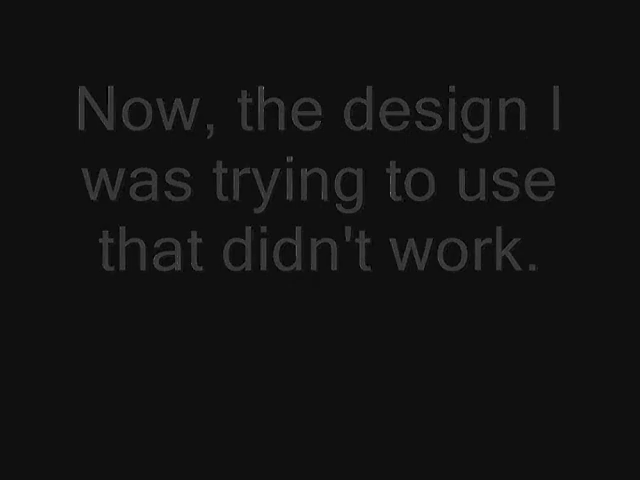 Now, the design I
was trying to use
that didn't work.